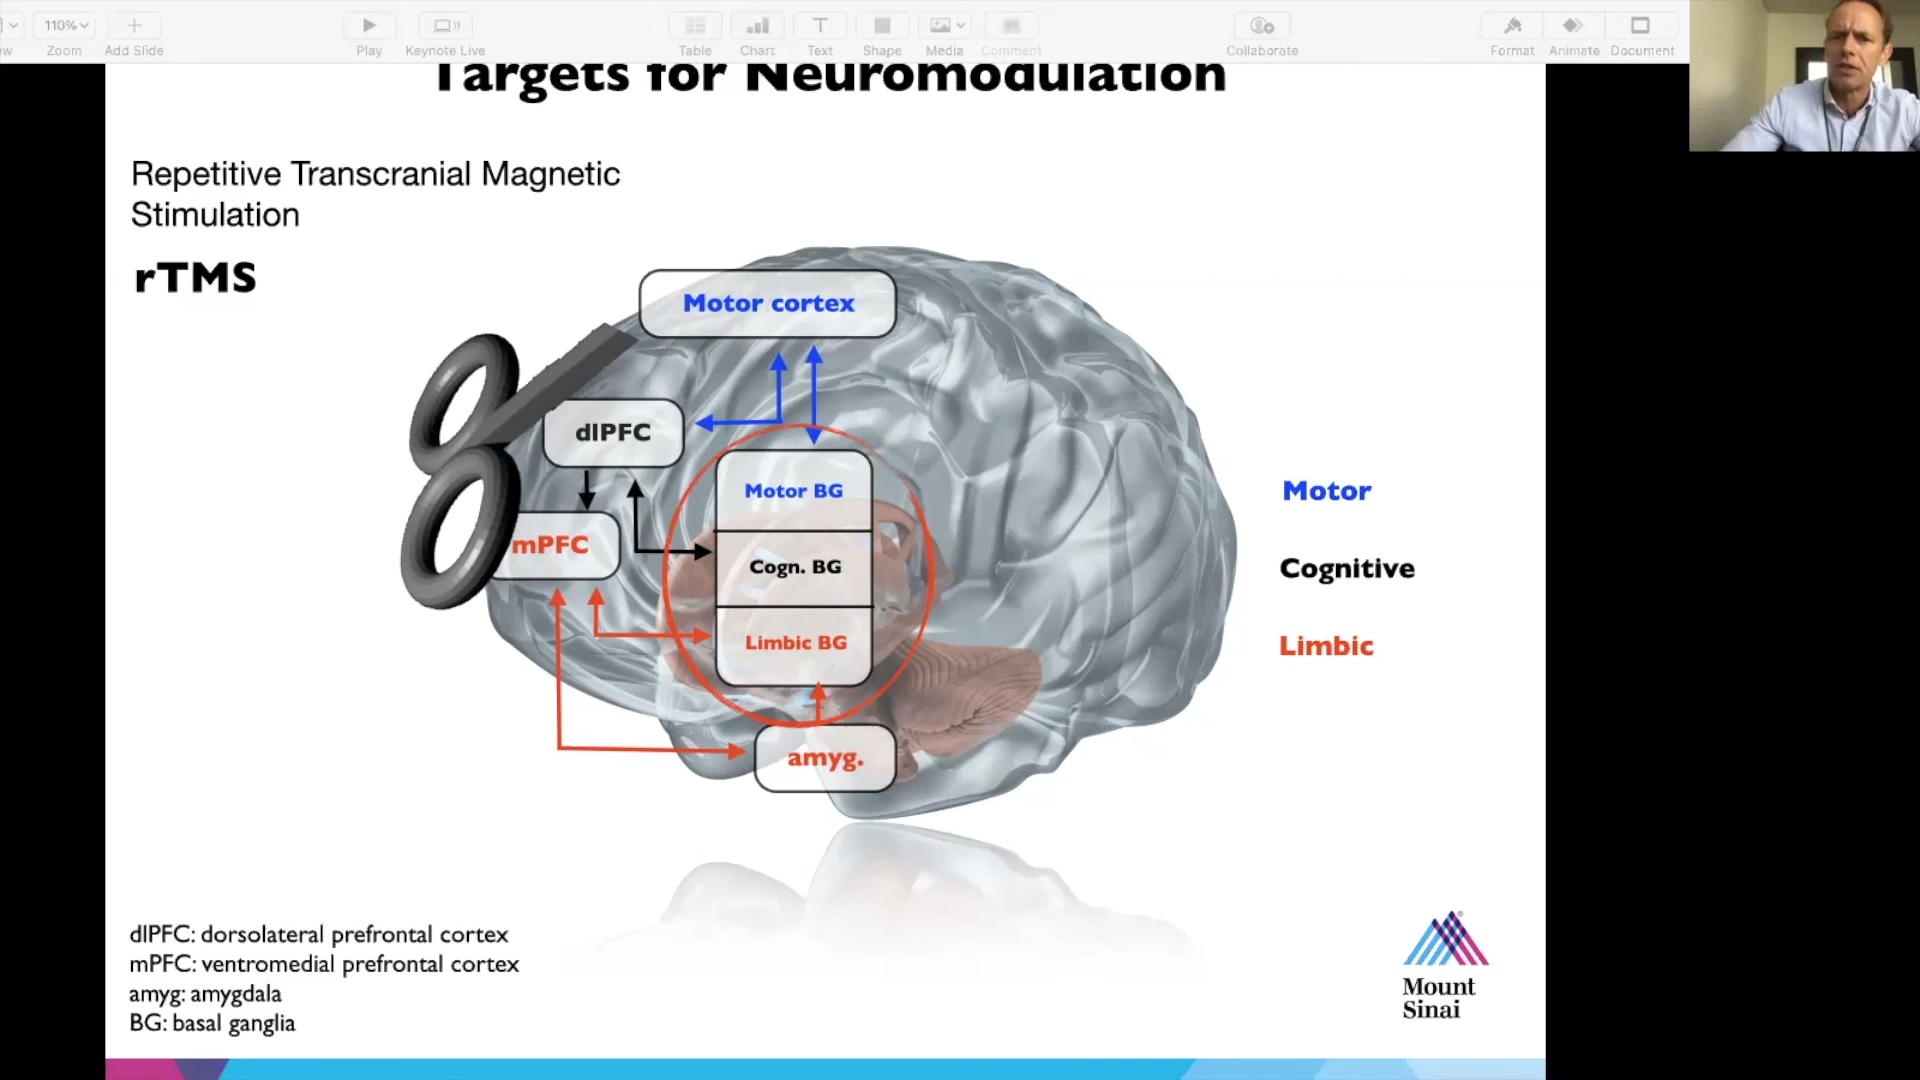 110%
Zoom
Add Slide
Play
Keynote Live
Table
Chart
Text
Shape
Media
Comment
Collaborate
Format
Animate
Document
Targets for Neuromodulation
Repetitive Transcranial Magnetic
Stimulation
rTMS
Motor cortex
dlPFC
Motor BG
mPFC
Cogn. BG
Limbic BG
amyg.
Motor
Cognitive
Limbic
dlPFC: dorsolateral prefrontal cortex
mPFC: ventromedial prefrontal cortex
amyg: amygdala
BG: basal ganglia
Mount
Sinai